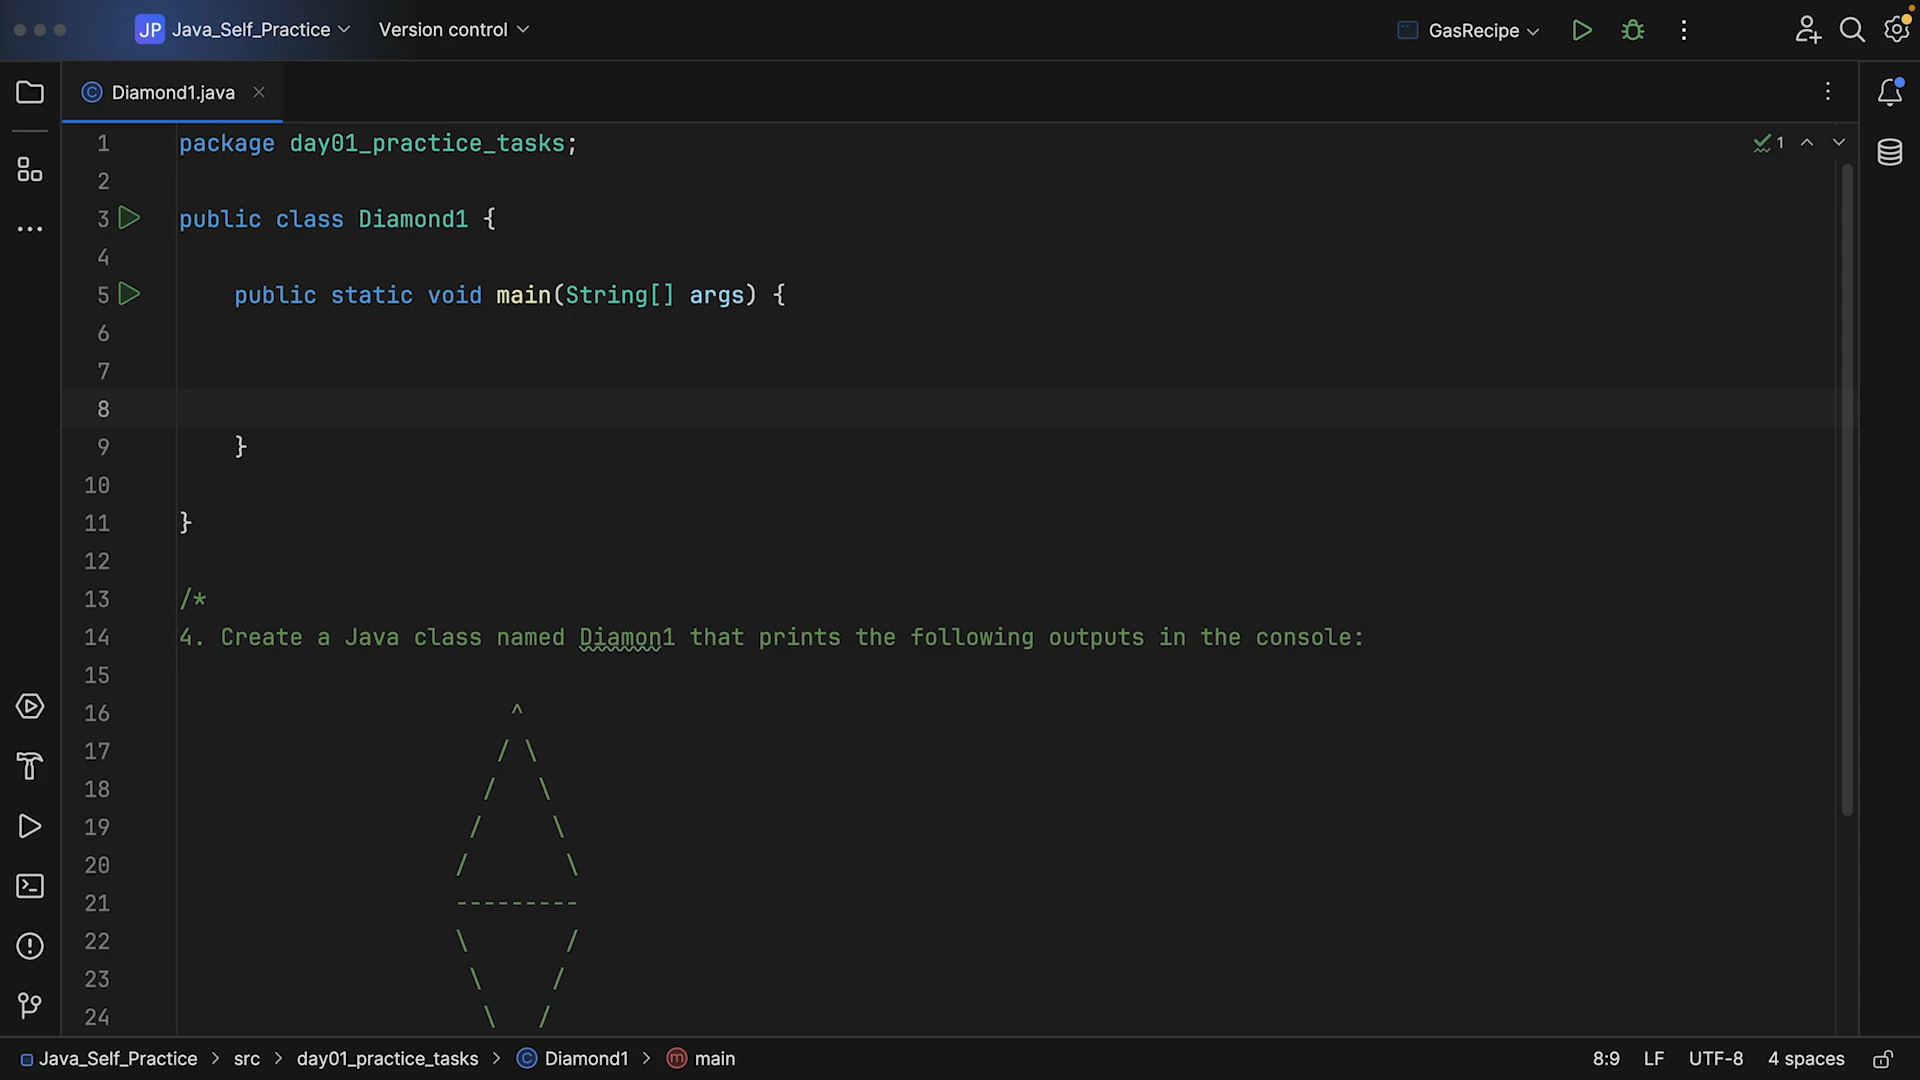 JP Java_Self_Practice Version control GasRecipe
Diamond1.java
1 package day01_practice_tasks; 1
2
3 public class Diamond1 {
4
5     public static void main(String[] args) {
6
7
8
9     }
10
11 }
12
13 /*
14 4. Create a Java class named Diamon1 that prints the following outputs in the console:
15
16                         ^
17                        / \
18                       /   \
19                      /     \
20                     /       \
21                     ---------
22                     \       /
23                      \     /
24                       \   /
Java_Self_Practice > src > day01_practice_tasks > C Diamond1 > m main 8:9 LF UTF-8 4 spaces